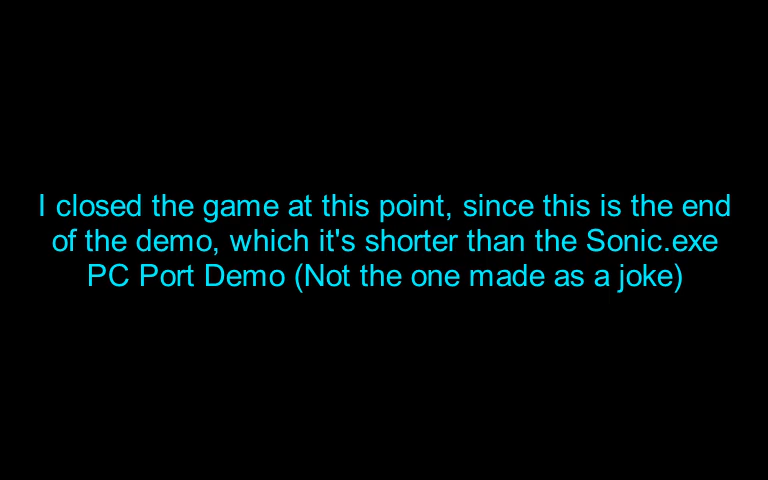 I closed the game at this point, since this is the end
of the demo, which it's shorter than the Sonic.exe
PC Port Demo (Not the one made as a joke)